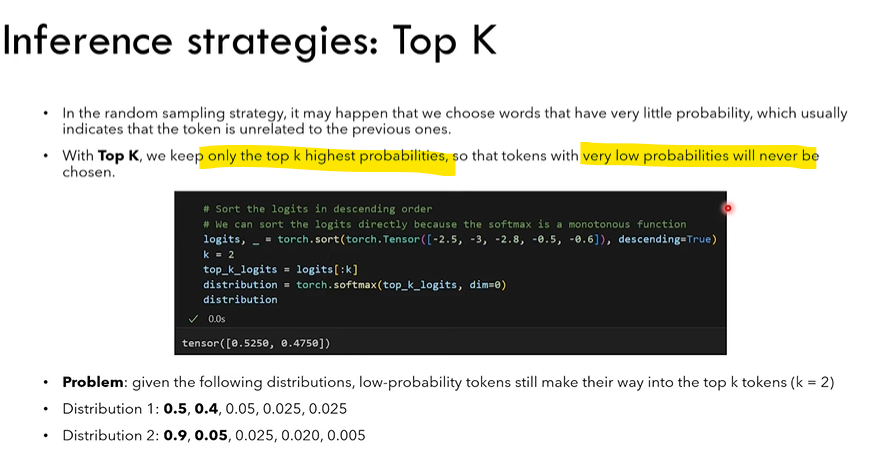 Inference strategies: Top K
• In the random sampling strategy, it may happen that we choose words that have very little probability, which usually
indicates that the token is unrelated to the previous ones.
• With Top K, we keep only the top k highest probabilities, so that tokens with very low probabilities will never be
chosen.
# Sort the logits in descending order
# We can sort the logits directly because the softmax is a monotonous function
logits, _ = torch.sort(torch.Tensor([-2.5, -3, -2.8, -0.5, -0.6]), descending=True)
k = 2
top_k_logits = logits[:k]
distribution = torch.softmax(top_k_logits, dim=0)
distribution
✓ 0.0s
tensor([0.5250, 0.4750])
• Problem: given the following distributions, low-probability tokens still make their way into the top k tokens (k = 2)
• Distribution 1: 0.5, 0.4, 0.05, 0.025, 0.025
• Distribution 2: 0.9, 0.05, 0.025, 0.020, 0.005